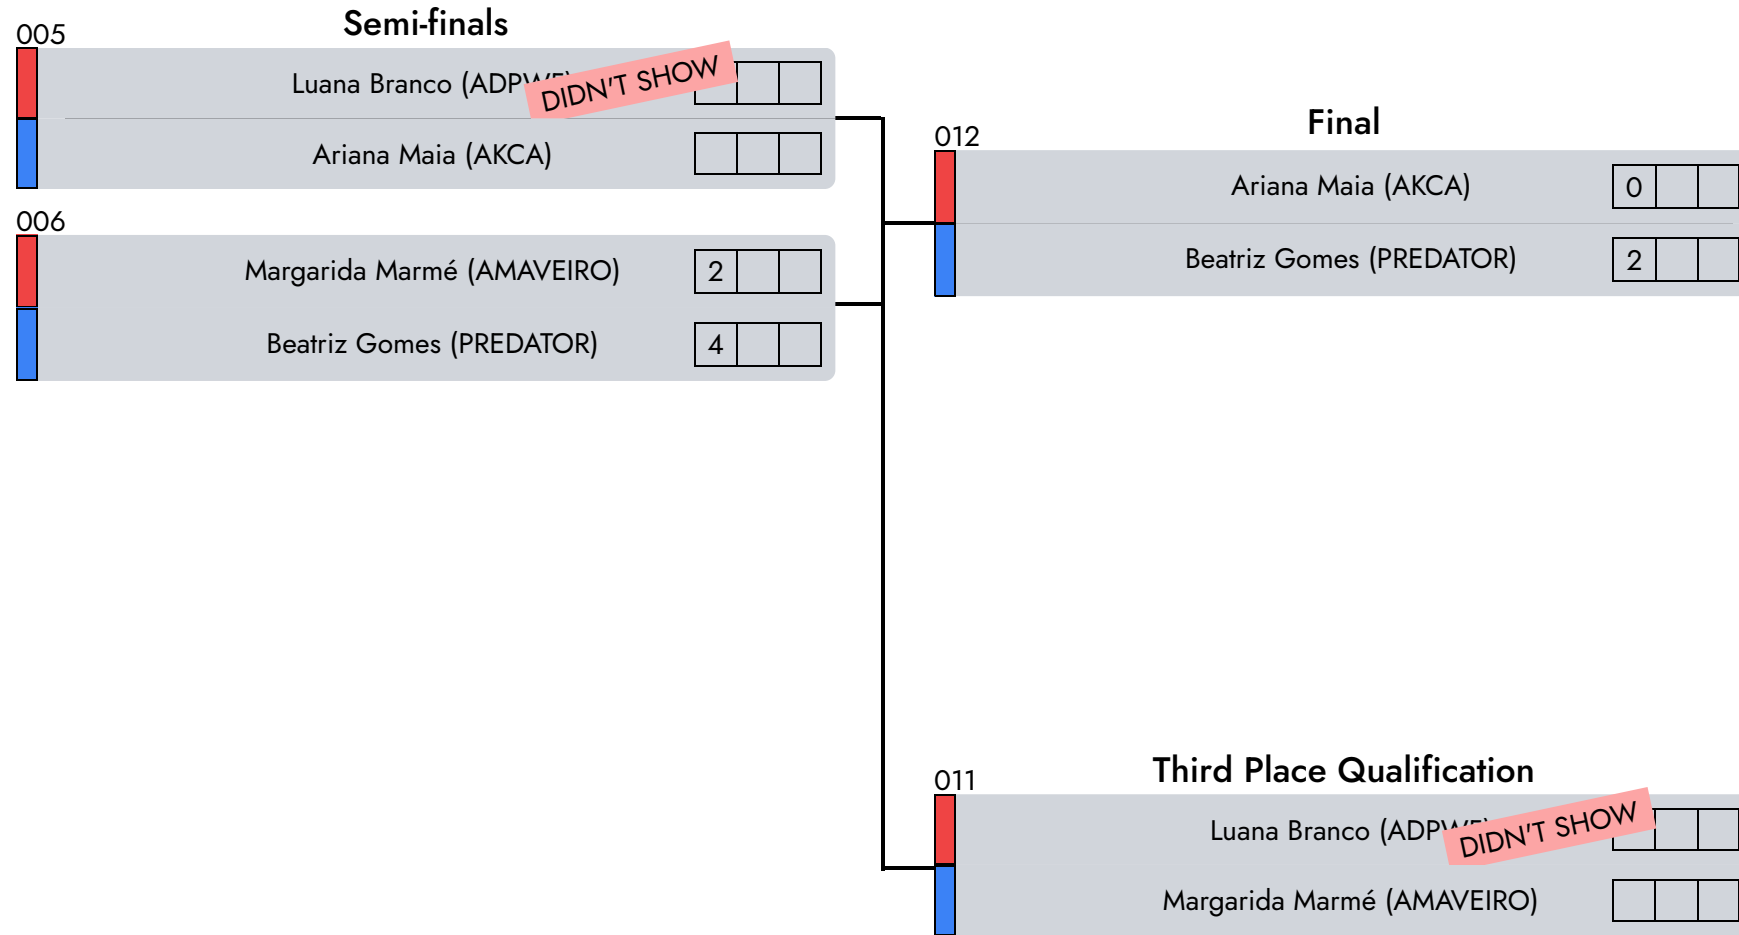 Semi-finals
005
Luana Branco
DIDN'T SHOW
Ariana Maia (AKCA)
006
Margarida Marmé (AMAVEIRO) 2
Beatriz Gomes (PREDATOR) 4
Final
012
Ariana Maia (AKCA) 0
Beatriz Gomes (PREDATOR) 2
Third Place Qualification
011
Luana Branco
DIDN'T SHOW
Margarida Marmé (AMAVEIRO)